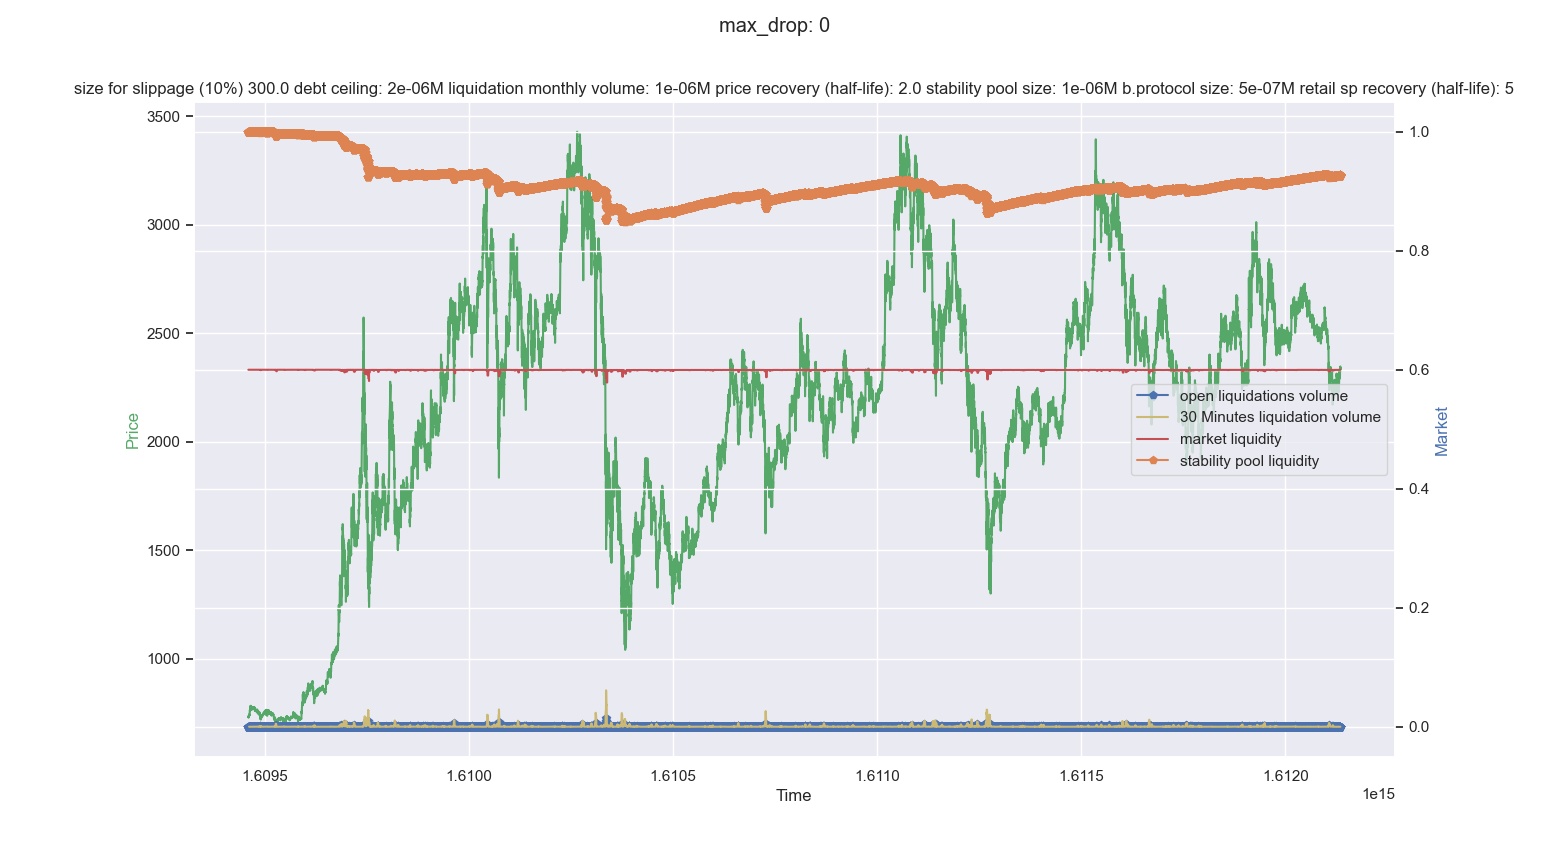 max_drop: 0
size for slippage (10%) 300.0 debt ceiling: 2e-06M liquidation monthly volume: 1e-06M price recovery (half-life): 2.0 stability pool size: 1e-06M b.protocol size: 5e-07M retail sp recovery (half-life): 5
3500
3000
2500
2000
1500
1000
Price
1.0
0.8
0.6
0.4
0.2
0.0
Market
open liquidations volume
30 Minutes liquidation volume
market liquidity
stability pool liquidity
1.6095 1.6100 1.6105 1.6110 1.6115 1.6120
Time
1e15